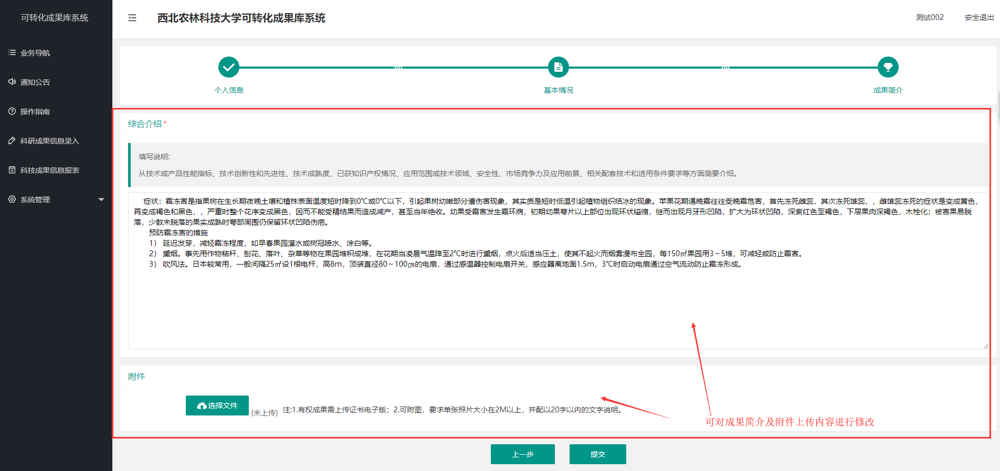 可转化成果库系统
西北农林科技大学可转化成果库系统
测试002
安全退出
业务导航
通知公告
操作指南
科研成果信息录入
科技成果信息报表
系统管理
个人信息
基本情况
成果简介
综合介绍*
填写说明:
从技术或产品性能指标、技术创新性和先进性、技术成熟度、已获知识产权情况、应用范围或技术领域、安全性、市场竞争力及应用前景、相关配套技术和适用条件要求等方面简要介绍。
症状：霜冻害是指果树在生长期夜晚土壤和植株表面温度短时降到0℃或0℃以下，引起果树幼嫩部分遭伤害现象，其实质是短时低温引起植物组织结冰的现象。苹果花期遇晚霜往往受晚霜危害，首先冻死雌蕊，其次冻死雄蕊，，雌雄蕊冻死的症状是变成黄色，
再变成褐色和黑色，，严重时整个花序变成黑色，因而不能受精结果而造成减产，甚至当年绝收。幼果受霜害发生霜环病，初期幼果萼片以上部位出现环状缢缩，继而出现月牙形凹陷，扩大为环状凹陷，深紫红色至褐色，下层果肉深褐色，木栓化；被害果易脱
落，少数未脱落的果实成熟时萼部周围仍保留环状凹陷伤疤。
预防霜冻害的措施
1） 延迟发芽，减轻霜冻程度，如早春果园灌水或树冠喷水、涂白等。
2） 熏烟。事先用作物秸秆、刨花、落叶、杂草等物在果园堆积成堆，在花期当凌晨气温降至2℃时进行熏烟，点火后适当压土，使其不起火而烟雾漫布全园，每150㎡果园用3～5堆，可减轻或防止霜害。
3） 吹风法。日本较常用，一般间隔25㎡设1根电杆，高8m，顶装直径80～100㎝的电扇，通过感温器控制电扇开关，感应器离地面1.5m，3℃时启动电扇通过空气流动防止霜冻形成。
附件
选择文件
(未上传)
注:1.有权成果需上传证书电子版；2.可附图，要求单张照片大小在2M以上，并配以20字以内的文字说明。
可对成果简介及附件上传内容进行修改
上一步
提交